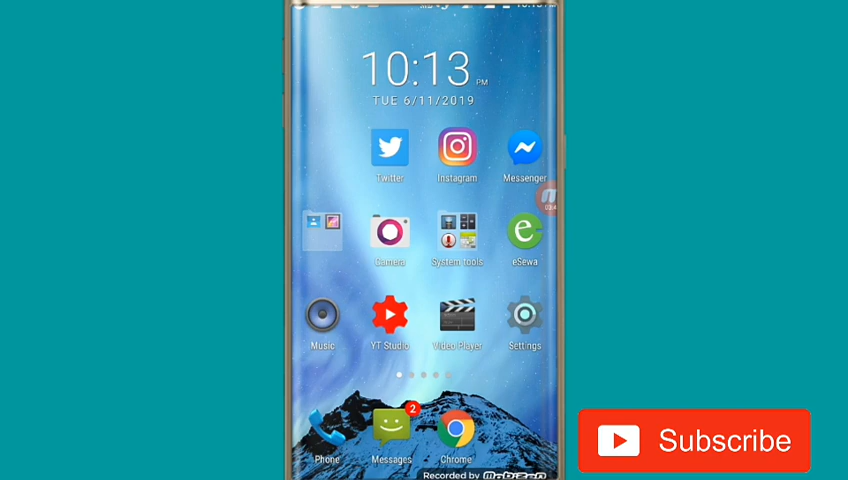 10:13 PM
TUE 6/11/2019
Twitter
Instagram
Messenger
Camera
System tools
eSewa
Music
YT Studio
Video Player
Settings
2
Phone
Messages
Chrome
Recorded by Mobizen
Subscribe